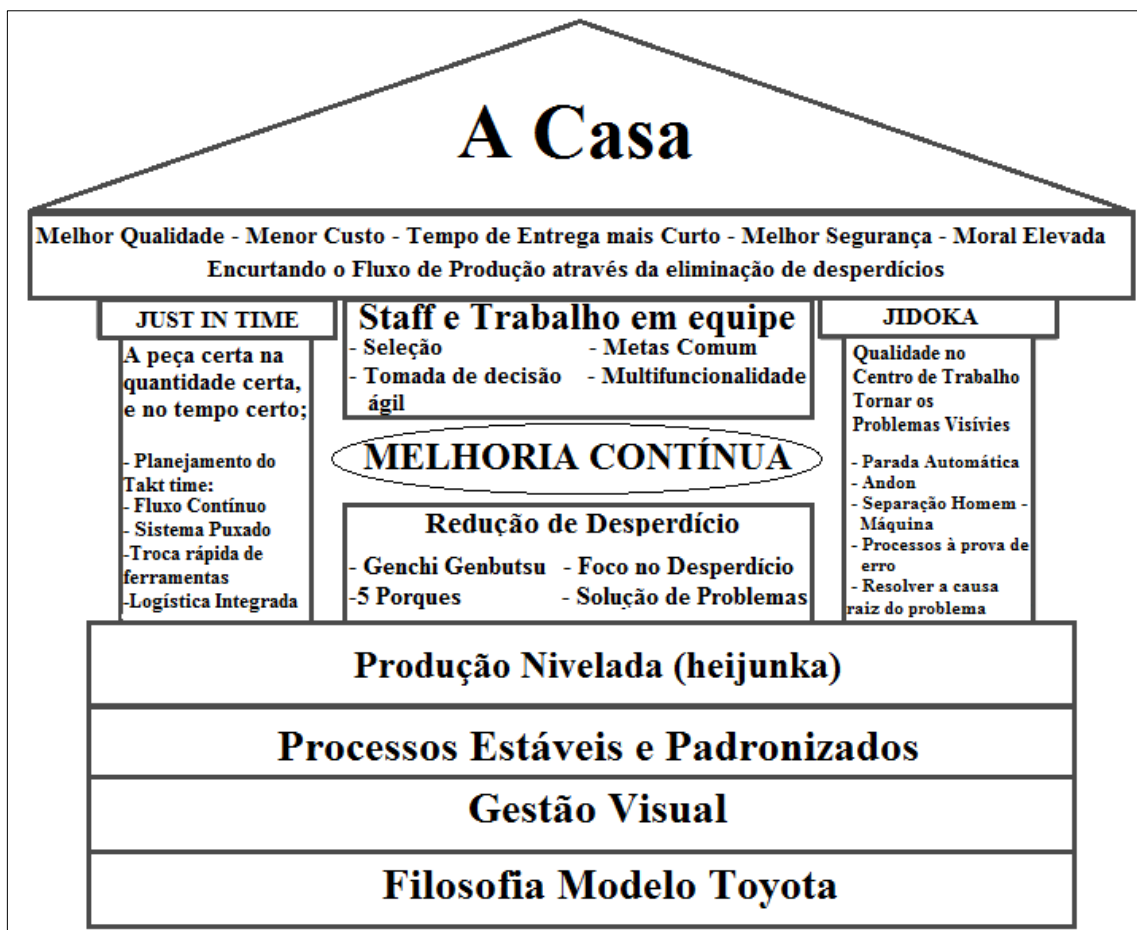 A Casa
Melhor Qualidade - Menor Custo - Tempo de Entrega mais Curto - Melhor Segurança - Moral Elevada
Encurtando o Fluxo de Produção através da eliminação de desperdícios
JUST IN TIME
A peça certa na
quantidade certa,
e no tempo certo;
- Planejamento do
Takt time:
- Fluxo Contínuo
- Sistema Puxado
-Troca rápida de
ferramentas
-Logística Integrada
Staff e Trabalho em equipe
- Seleção - Metas Comum
- Tomada de decisão - Multifuncionalidade
ágil
MELHORIA CONTÍNUA
Redução de Desperdício
- Genchi Genbutsu - Foco no Desperdício
-5 Porques - Solução de Problemas
JIDOKA
Qualidade no
Centro de Trabalho
Tornar os
Problemas Visívies
- Parada Automática
- Andon
- Separação Homem -
Máquina
- Processos à prova de
erro
- Resolver a causa
raiz do problema
Produção Nivelada (heijunka)
Processos Estáveis e Padronizados
Gestão Visual
Filosofia Modelo Toyota